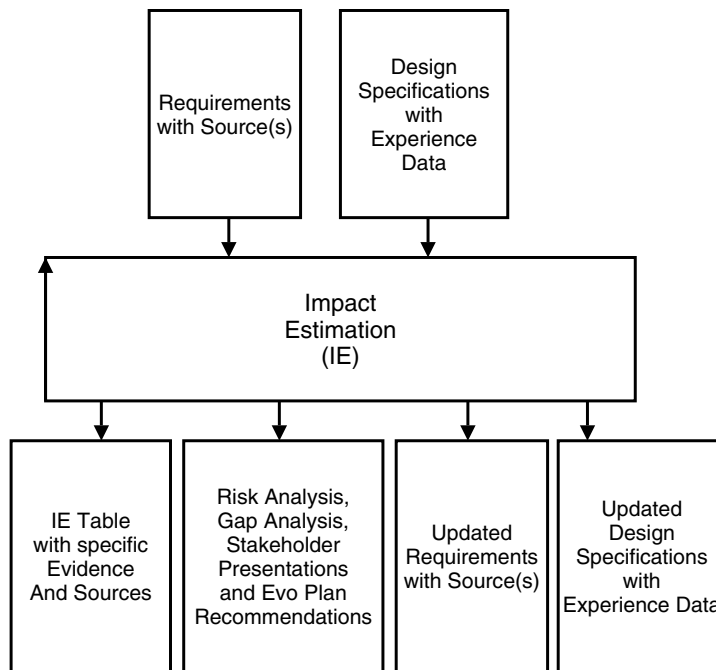 Requirements
with Source(s)
Design
Specifications
with
Experience
Data
Impact
Estimation
(IE)
IE Table
with specific
Evidence
And Sources
Risk Analysis,
Gap Analysis,
Stakeholder
Presentations
and Evo Plan
Recommendations
Updated
Requirements
with Source(s)
Updated
Design
Specifications
with
Experience Data